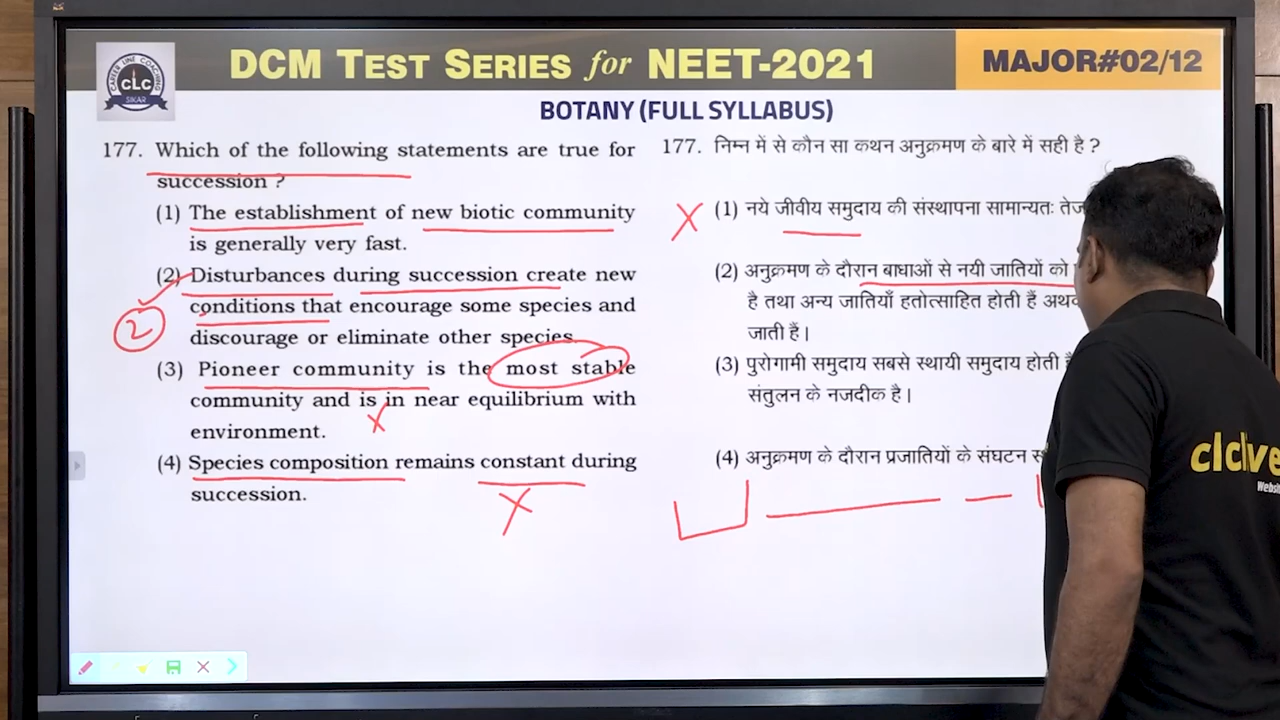 DCM TEST SERIES for NEET-2021
MAJOR#02/12
CAREER LINE COACHING
CLC
SIKAR
BOTANY (FULL SYLLABUS)
177. Which of the following statements are true for
succession ?
(1) The establishment of new biotic community
is generally very fast.
(2) Disturbances during succession create new
conditions that encourage some species and
discourage or eliminate other species.
(3) Pioneer community is the most stable
community and is in near equilibrium with
environment.
(4) Species composition remains constant during
succession.
2
177. निम्न में से कौन सा कथन अनुक्रमण के बारे में सही है ?
(1) नये जीवीय समुदाय की संस्थापना सामान्यतः तेज
(2) अनुक्रमण के दौरान बाधाओं से नयी जातियों को
है तथा अन्य जातियाँ हतोत्साहित होती हैं
जाती हैं।
(3) पुरोगामी समुदाय सबसे स्थायी समुदाय होती
संतुलन के नजदीक है।
(4) अनुक्रमण के दौरान प्रजातियों के संघटन
clclive